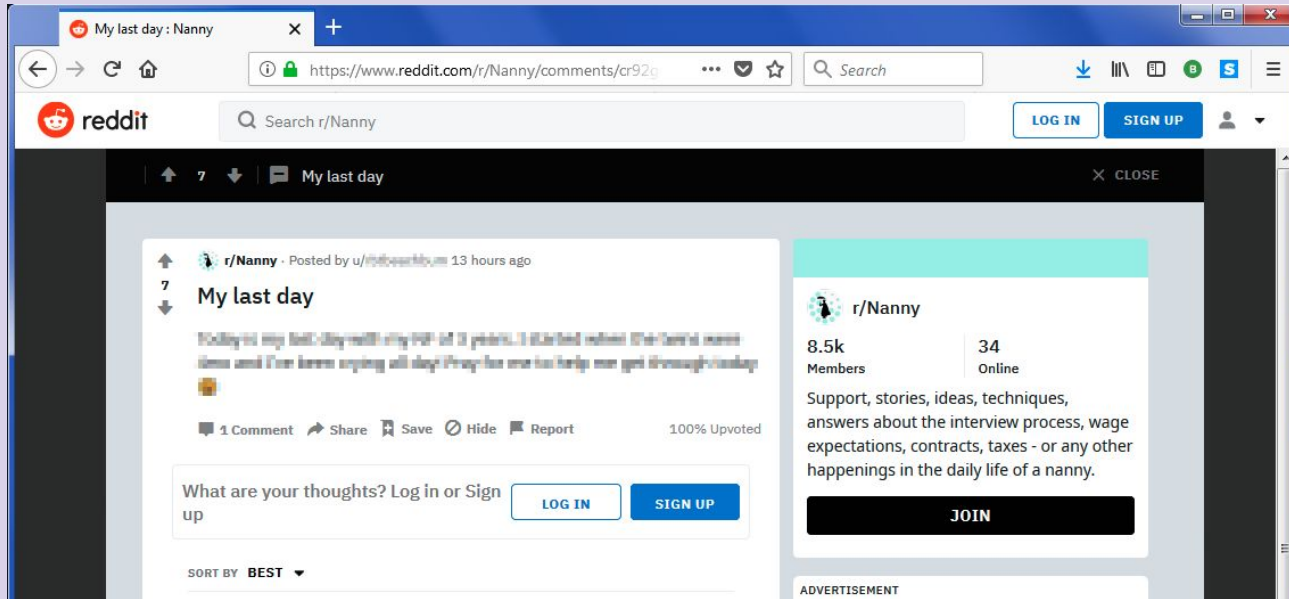 My last day : Nanny
https://www.reddit.com/r/Nanny/comments/cr92g
Search
reddit
Search r/Nanny
LOG IN
SIGN UP
7
My last day
CLOSE
r/Nanny · Posted by u/ 13 hours ago
7
My last day
1 Comment Share Save Hide Report 100% Upvoted
What are your thoughts? Log in or Sign
up
LOG IN
SIGN UP
SORT BY BEST
r/Nanny
8.5k 34
Members Online
Support, stories, ideas, techniques,
answers about the interview process, wage
expectations, contracts, taxes - or any other
happenings in the daily life of a nanny.
JOIN
ADVERTISEMENT